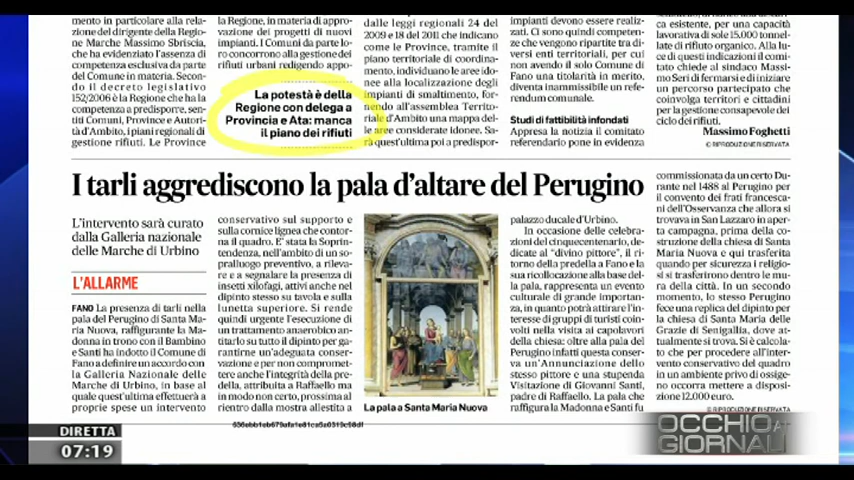 mento in particolare alla rela-
zione del dirigente della Regio-
ne Marche Massimo Sbriscia,
che ha evidenziato l'assenza di
competenza esclusiva da parte
del Comune in materia. Secon-
do il decreto legislativo
152/2006 è la Regione che ha la
competenza a predisporre, sen-
titi Comuni, Province e Autori-
tà d'Ambito, i piani regionali di
gestione rifiuti. Le Province
la Regione, in materia di appro-
vazione dei progetti di nuovi
impianti. I Comuni da parte lo-
ro concorrono alla gestione dei
rifiuti urbani redigendo appo-
La potestà è della
Regione con delega a
Provincia e Ata: manca
il piano dei rifiuti
dalle leggi regionali 24 del
2009 e 18 del 2011 che indicano
come le Province, tramite il
piano territoriale di coordina-
mento, individuano le aree ido-
nee alla localizzazione degli
impianti di smaltimento, for-
nendo all'assemblea Territo-
riale d'Ambito una mappa del-
le aree considerate idonee. Sa-
rà quest'ultima poi a predispor-
impianti devono essere realiz-
zati. Ci sono quindi competen-
ze che vengono ripartite tra di-
versi enti pubblici, per cui non
avendo il solo Comune di
Fano una titolarità in merito,
diventa inammissibile un re-
ferendum comunale.
Studi di fattibilità infondati
Appresa la notizia il comitato
referendario pone in evidenza
ca esistente, per una capacità
lavorativa di sole 15.000 tonnel-
late di rifiuto organico. Alla lu-
ce di questi indicazioni il comi-
tato chiede al sindaco Massi-
mo Seri di fermarsi e di iniziare
un percorso partecipato che
coinvolga territori e cittadini
per la gestione consapevole del
ciclo dei rifiuti.
Massimo Foghetti
© RIPRODUZIONE RISERVATA
I tarli aggrediscono la pala d'altare del Perugino
L'intervento sarà curato
dalla Galleria nazionale
delle Marche di Urbino
L'ALLARME
FANO La presenza di tarli nella
pala del Perugino di Santa Ma-
ria Nuova, raffigurante la Ma-
donna in trono con il Bambino
e Santi ha indotto il Comune di
Fano a definire un accordo con
la Galleria Nazionale delle
Marche di Urbino, in base al
quale quest'ultima effettuerà a
proprie spese un intervento
conservativo sul supporto e
sulla cornice lignea che contor-
na il quadro. E' stata la Soprin-
tendenza, nell'ambito di un so-
pralluogo preventivo, a rileva-
re e a segnalare la presenza di
insetti xilofagi, attivi anche nel
dipinto stesso su tavola e sulla
lunetta superiore. Si rende
quindi urgente l'esecuzione di
un trattamento anaerobico an-
titarlo su tutto il dipinto per ga-
rantirne un'adeguata conser-
vazione e per non compromet-
tere anche l'integrità della pre-
della, attribuita a Raffaello ma
in modo non certo, prossima al
rientro dalla mostra allestita a
La pala a Santa Maria Nuova
palazzo ducale d'Urbino.
In occasione delle celebra-
zioni del cinquecentenario, de-
dicate al "divino pittore", il ri-
torno della predella a Fano e la
sua ricollocazione alla base del-
la pala, rappresenta un evento
culturale di grande importan-
za, in quanto potrà attirare l'in-
teresse di gruppi di turisti coin-
volti nella visita ai capolavori
della chiesa: oltre alla pala del
Perugino infatti questa conser-
va un'Annunciazione dello
stesso pittore e una stupenda
Visitazione di Giovanni Santi,
padre di Raffaello. La pala che
raffigura la Madonna e Santi fu
commissionata da un certo Du-
rante nel 1488 al Perugino per
il convento dei frati francesca-
ni dell'Osservanza che allora si
trovava in San Lazzaro in aper-
ta campagna, prima della co-
struzione della chiesa di Santa
Maria Nuova e qui trasferita
quando per sicurezza i religio-
si si trasferirono dentro le mu-
ra della città. In un secondo
momento, lo stesso Perugino
fece una replica del dipinto per
la chiesa di Santa Maria delle
Grazie di Senigallia, dove at-
tualmente si trova. Si è calcola-
to che per procedere all'inter-
vento conservativo del quadro
in un ambiente privo di ossige-
no occorra mettere a disposi-
zione 12.000 euro.
© RIPRODUZIONE RISERVATA
DIRETTA
07:19
OCCHIO AI
GIORNALI